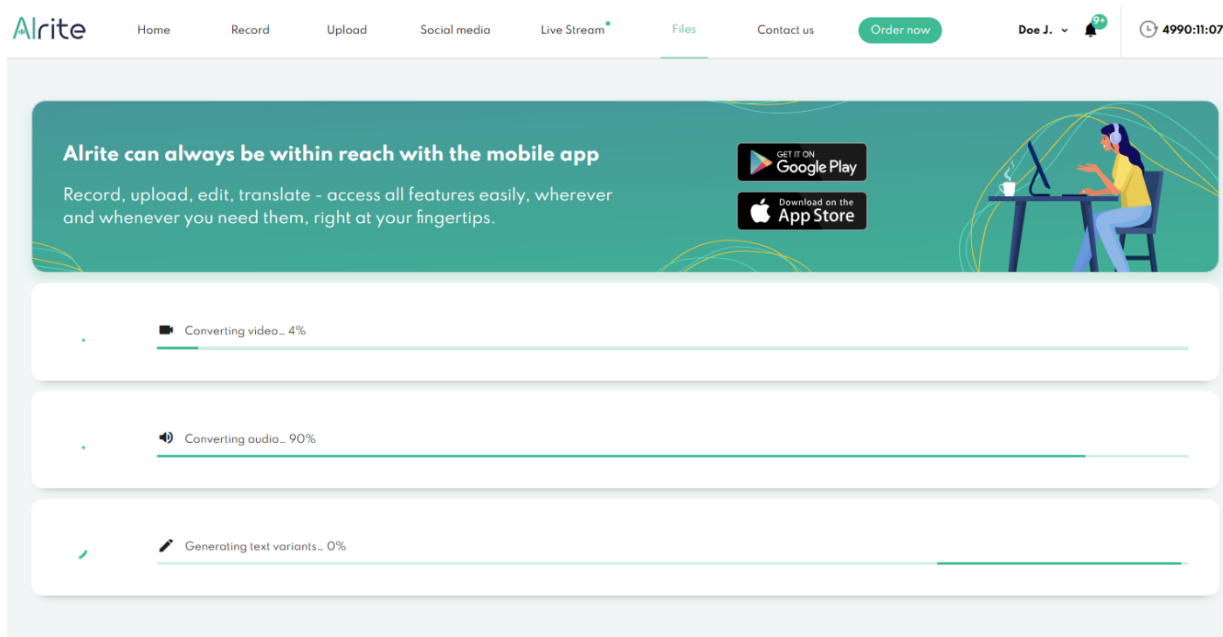 Alrite
Home Record Upload Social media Live Stream Files Contact us Order now Doe J. 9+ 4990:11:07
Alrite can always be within reach with the mobile app
Record, upload, edit, translate - access all features easily, wherever
and whenever you need them, right at your fingertips.
GET IT ON
Google Play
Download on the
App Store
Converting video... 4%
Converting audio... 90%
Generating text variants... 0%